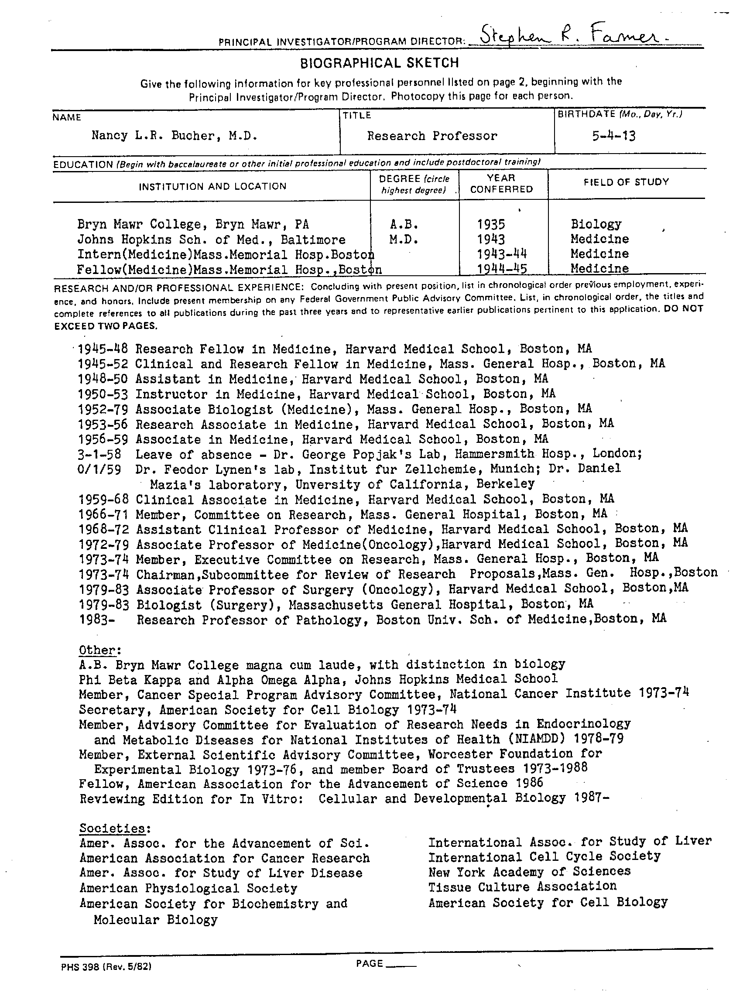 PRINCIPAL INVESTIGATOR/PROGRAM DIRECTOR: Stephen R. Farmer.
BIOGRAPHICAL SKETCH
Give the following information for key professional personnel listed on page 2, beginning with the
Principal Investigator/Program Director. Photocopy this page for each person.
NAME TITLE BIRTHDATE (Mo., Day, Yr.)
Nancy L.R. Bucher, M.D. Research Professor 5-4-13
EDUCATION (Begin with baccalaureate or other initial professional education and include postdoctoral training)
INSTITUTION AND LOCATION DEGREE (circle highest degree) YEAR CONFERRED FIELD OF STUDY
Bryn Mawr College, Bryn Mawr, PA A.B. 1935 Biology
Johns Hopkins Sch. of Med., Baltimore M.D. 1943 Medicine
Intern(Medicine)Mass.Memorial Hosp.Boston 1943-44 Medicine
Fellow(Medicine)Mass.Memorial Hosp.,Boston 1944-45 Medicine
RESEARCH AND/OR PROFESSIONAL EXPERIENCE: Concluding with present position, list in chronological order previous employment, experi-
ence, and honors. Include present membership on any Federal Government Public Advisory Committee. List, in chronological order, the titles and
complete references to all publications during the past three years and to representative earlier publications pertinent to this application. DO NOT
EXCEED TWO PAGES.
1945-48 Research Fellow in Medicine, Harvard Medical School, Boston, MA
1945-52 Clinical and Research Fellow in Medicine, Mass. General Hosp., Boston, MA
1948-50 Assistant in Medicine, Harvard Medical School, Boston, MA
1950-53 Instructor in Medicine, Harvard Medical School, Boston, MA
1952-79 Associate Biologist (Medicine), Mass. General Hosp., Boston, MA
1953-56 Research Associate in Medicine, Harvard Medical School, Boston, MA
1956-59 Associate in Medicine, Harvard Medical School, Boston, MA
3-1-58 Leave of absence - Dr. George Popjak's Lab, Hammersmith Hosp., London;
0/1/59 Dr. Feodor Lynen's lab, Institut fur Zellchemie, Munich; Dr. Daniel
Mazia's laboratory, Unversity of California, Berkeley
1959-68 Clinical Associate in Medicine, Harvard Medical School, Boston, MA
1966-71 Member, Committee on Research, Mass. General Hospital, Boston, MA
1968-72 Assistant Clinical Professor of Medicine, Harvard Medical School, Boston, MA
1972-79 Associate Professor of Medicine(Oncology),Harvard Medical School, Boston, MA
1973-74 Member, Executive Committee on Research, Mass. General Hosp., Boston, MA
1973-74 Chairman,Subcommittee for Review of Research Proposals,Mass. Gen. Hosp.,Boston
1979-83 Associate Professor of Surgery (Oncology), Harvard Medical School, Boston,MA
1979-83 Biologist (Surgery), Massachusetts General Hospital, Boston, MA
1983- Research Professor of Pathology, Boston Univ. Sch. of Medicine,Boston, MA
Other:
A.B. Bryn Mawr College magna cum laude, with distinction in biology
Phi Beta Kappa and Alpha Omega Alpha, Johns Hopkins Medical School
Member, Cancer Special Program Advisory Committee, National Cancer Institute 1973-74
Secretary, American Society for Cell Biology 1973-74
Member, Advisory Committee for Evaluation of Research Needs in Endocrinology
and Metabolic Diseases for National Institutes of Health (NIAMDD) 1978-79
Member, External Scientific Advisory Committee, Worcester Foundation for
Experimental Biology 1973-76, and member Board of Trustees 1973-1988
Fellow, American Association for the Advancement of Science 1986
Reviewing Edition for In Vitro: Cellular and Developmental Biology 1987-
Societies:
Amer. Assoc. for the Advancement of Sci.
American Association for Cancer Research
Amer. Assoc. for Study of Liver Disease
American Physiological Society
American Society for Biochemistry and
Molecular Biology
International Assoc. for Study of Liver
International Cell Cycle Society
New York Academy of Sciences
Tissue Culture Association
American Society for Cell Biology
PHS 398 (Rev. 5/82) PAGE